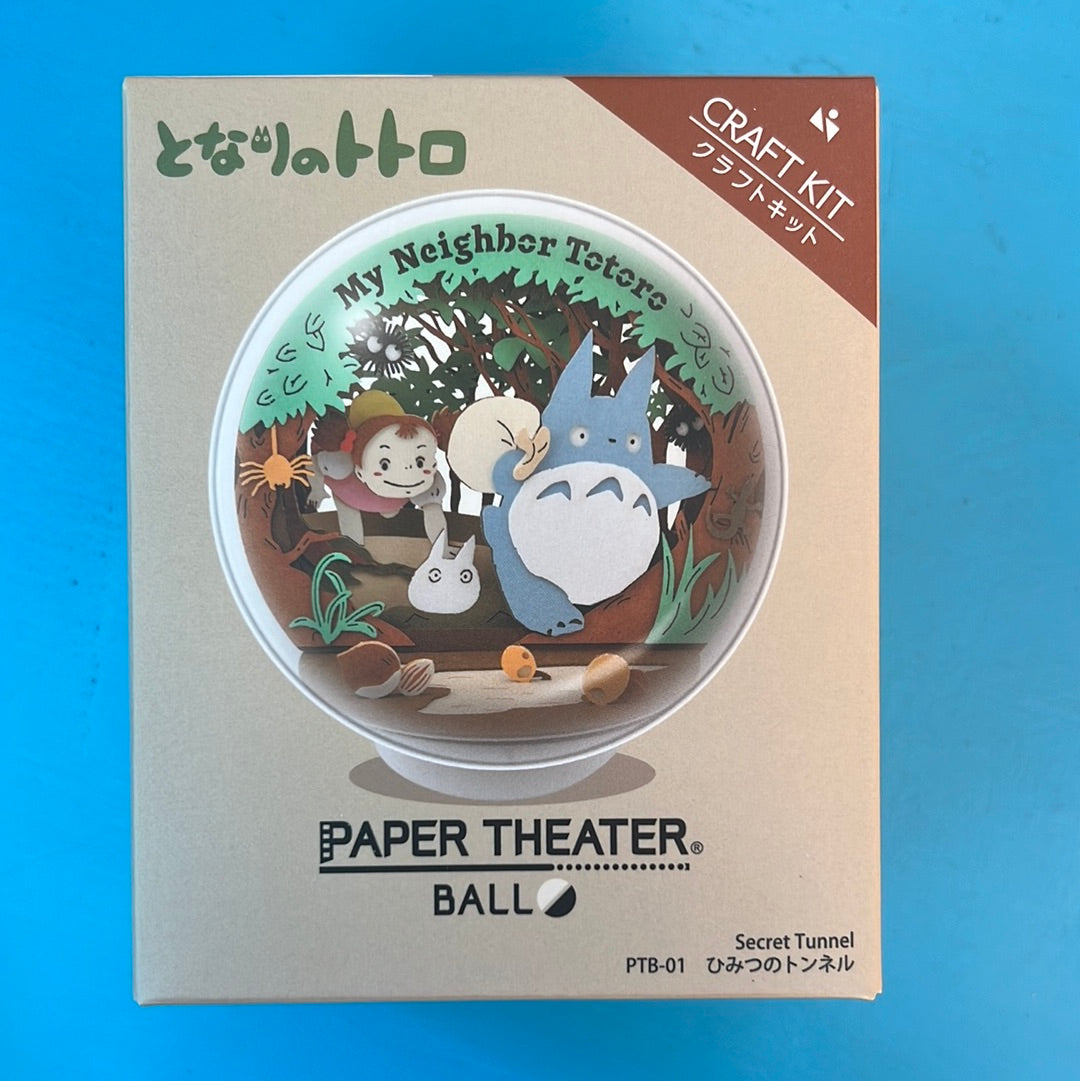 となりのトトロ
CRAFT KIT
クラフトキット
My Neighbor Totoro
PAPER THEATER®
BALL
Secret Tunnel
PTB-01 ひみつのトンネル